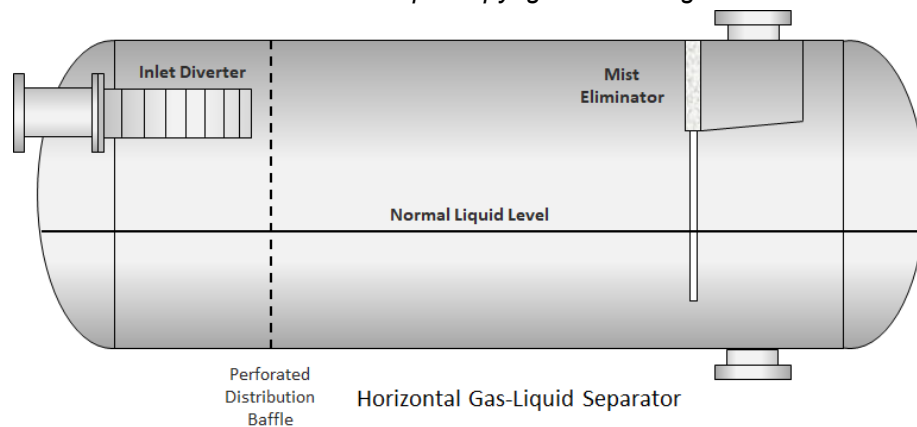 Inlet Diverter
Mist
Eliminator
Normal Liquid Level
Perforated
Distribution
Baffle
Horizontal Gas-Liquid Separator